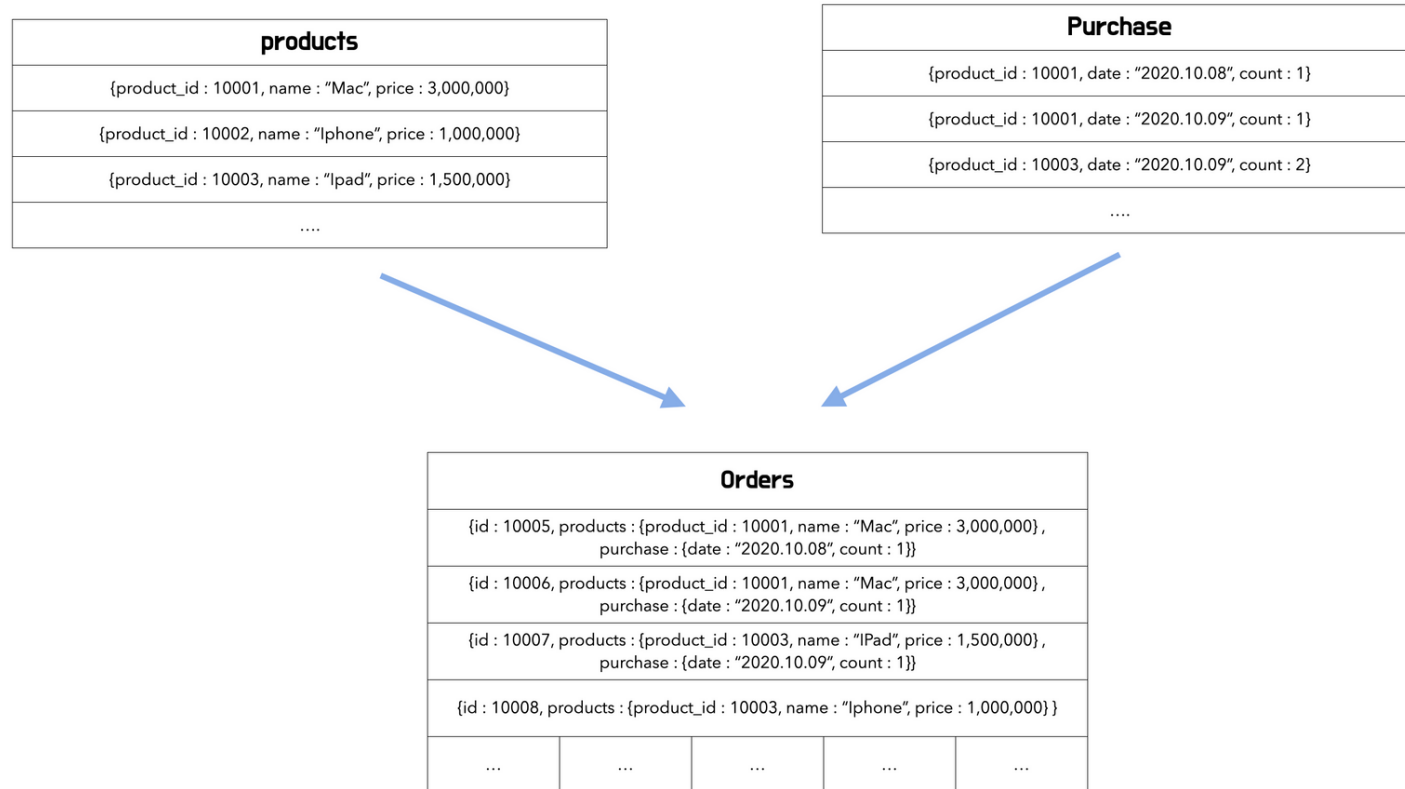 products
{product_id : 10001, name : “Mac”, price : 3,000,000}
{product_id : 10002, name : “Iphone”, price : 1,000,000}
{product_id : 10003, name : “Ipad”, price : 1,500,000}
....
Purchase
{product_id : 10001, date : “2020.10.08”, count : 1}
{product_id : 10001, date : “2020.10.09”, count : 1}
{product_id : 10003, date : “2020.10.09”, count : 2}
....
Orders
{id : 10005, products : {product_id : 10001, name : “Mac”, price : 3,000,000} ,
purchase : {date : “2020.10.08”, count : 1}}
{id : 10006, products : {product_id : 10001, name : “Mac”, price : 3,000,000} ,
purchase : {date : “2020.10.09”, count : 1}}
{id : 10007, products : {product_id : 10003, name : “IPad”, price : 1,500,000} ,
purchase : {date : “2020.10.09”, count : 1}}
{id : 10008, products : {product_id : 10003, name : “Iphone”, price : 1,000,000} }
... ... ... ... ...